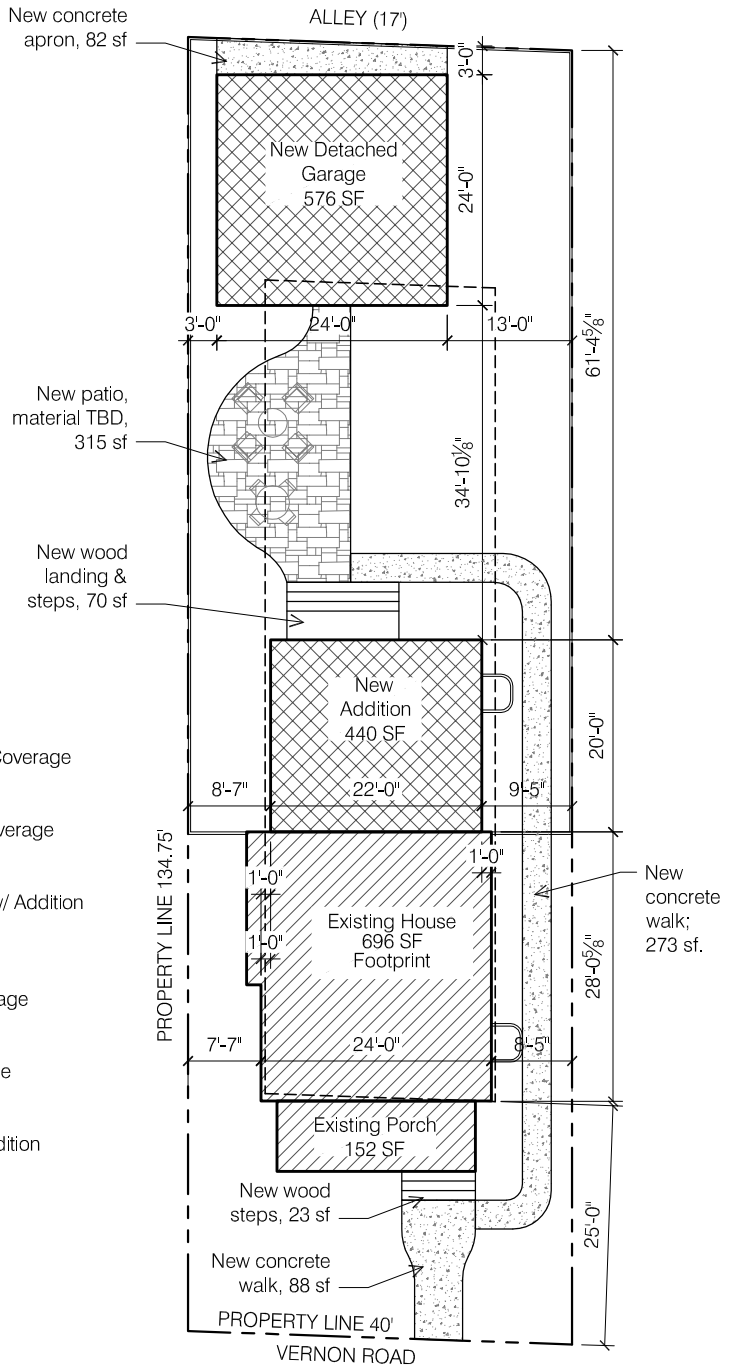 ALLEY (17')
New concrete
apron, 82 sf
3'-0"
New Detached
Garage
576 SF
24'-0"
3'-0"
24'-0"
13'-0"
61'-4⅝"
New patio,
material TBD,
315 sf
34'-10⅛"
New wood
landing &
steps, 70 sf
New
Addition
440 SF
20'-0"
Coverage
8'-7"
22'-0"
9'-5"
verage
PROPERTY LINE 134.75'
1'-0"
1'-0"
w/ Addition
Existing House
696 SF
Footprint
1'-0"
New
concrete
walk;
273 sf.
28'-0⅝"
age
7'-7"
24'-0"
8'-5"
e
Existing Porch
152 SF
dition
New wood
steps, 23 sf
25'-0"
New concrete
walk, 88 sf
PROPERTY LINE 40'
VERNON ROAD